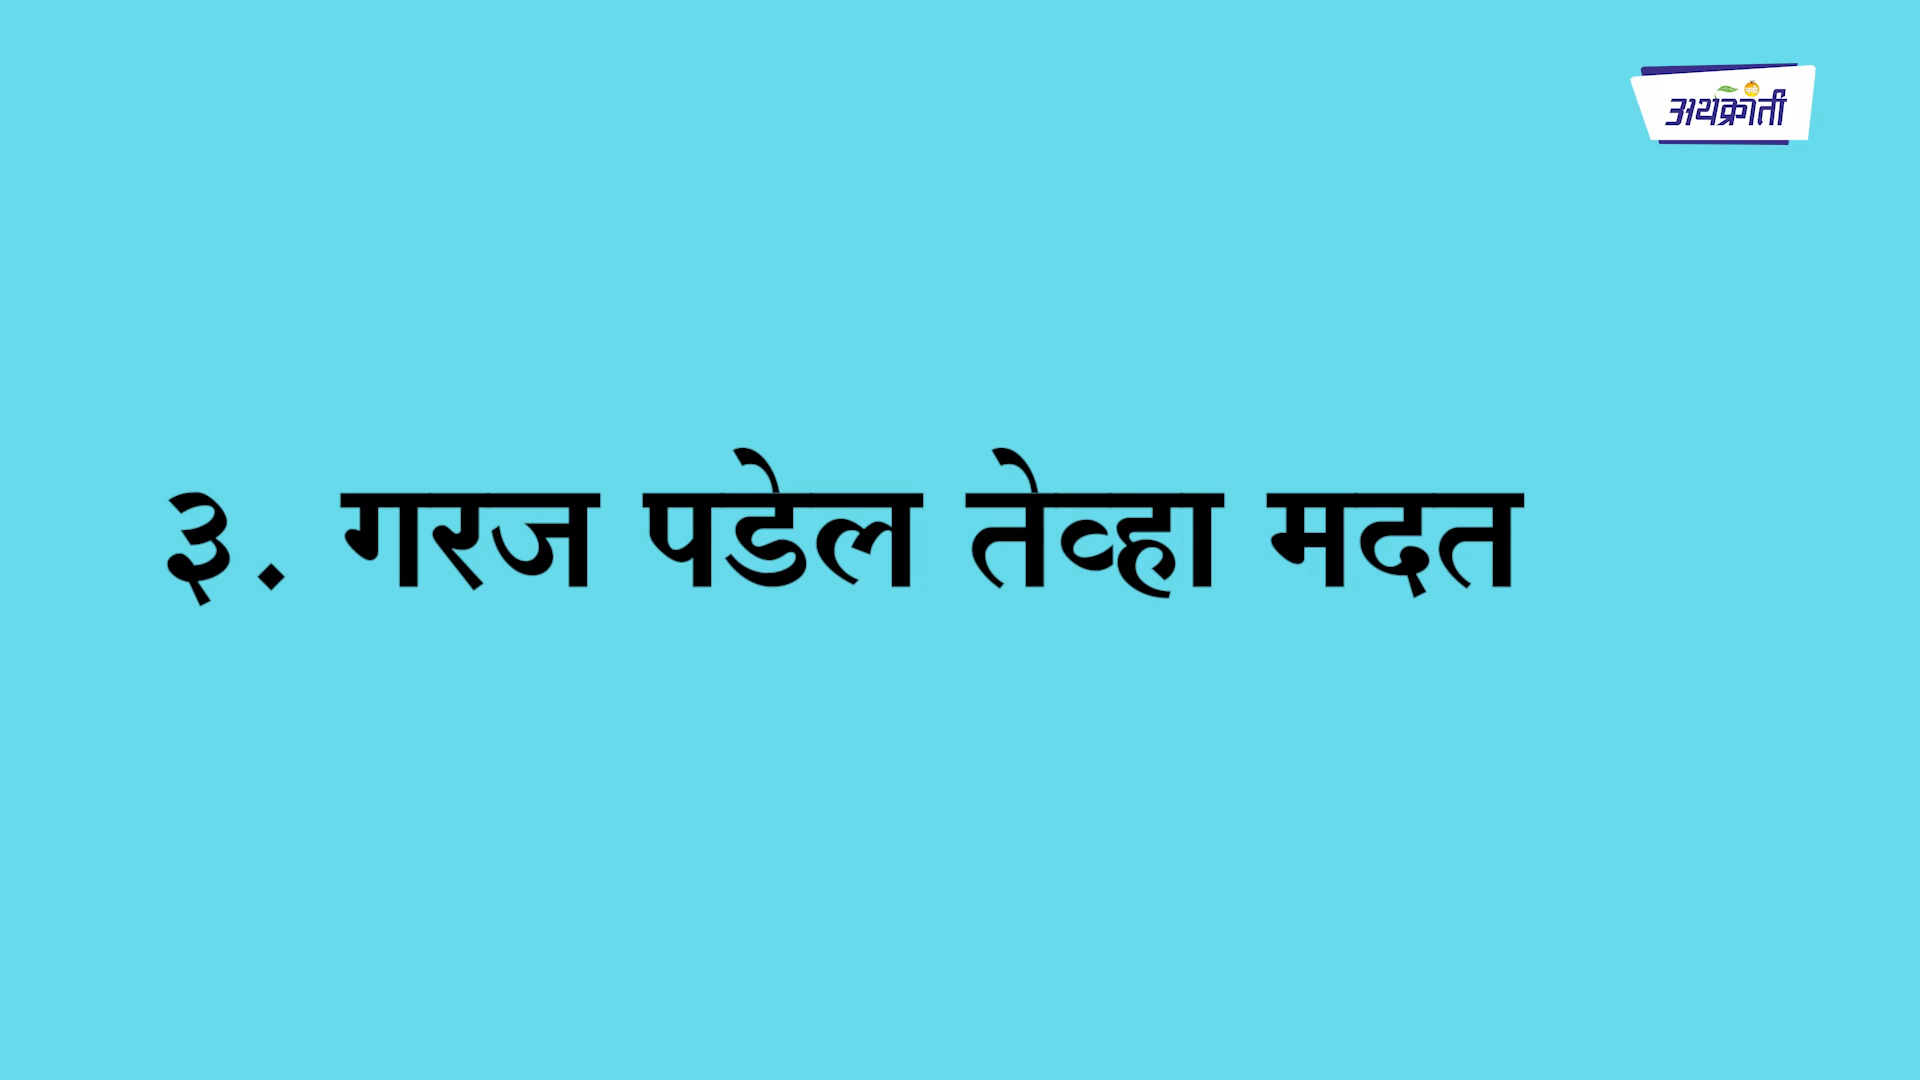 अर्थक्रांती
३. गरज पडेल तेव्हा मदत